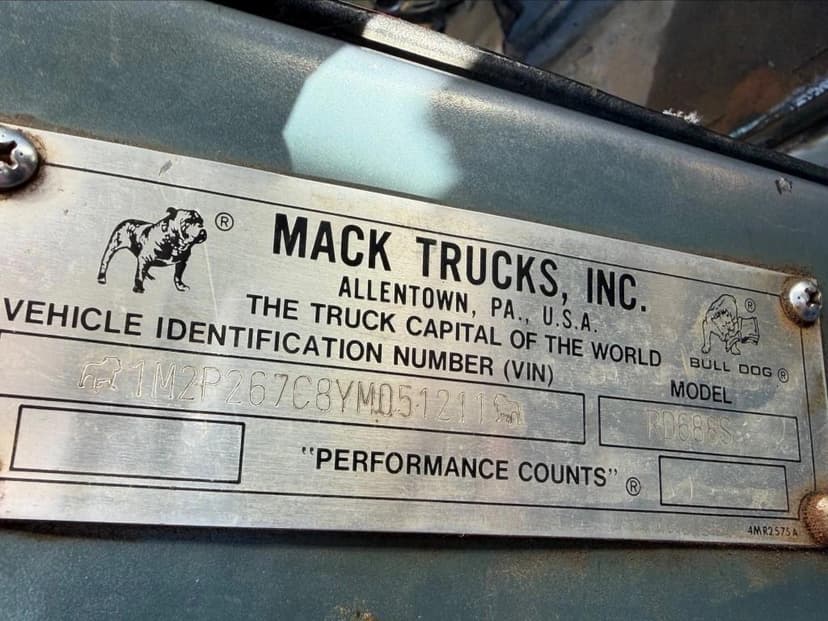 ®
MACK TRUCKS, INC.
ALLENTOWN, PA., U.S.A.
THE TRUCK CAPITAL OF THE WORLD
®
BULL DOG ®
VEHICLE IDENTIFICATION NUMBER (VIN)
MODEL
1M2P267C8YM051211
RD688S
"PERFORMANCE COUNTS" ®
4MR2575A